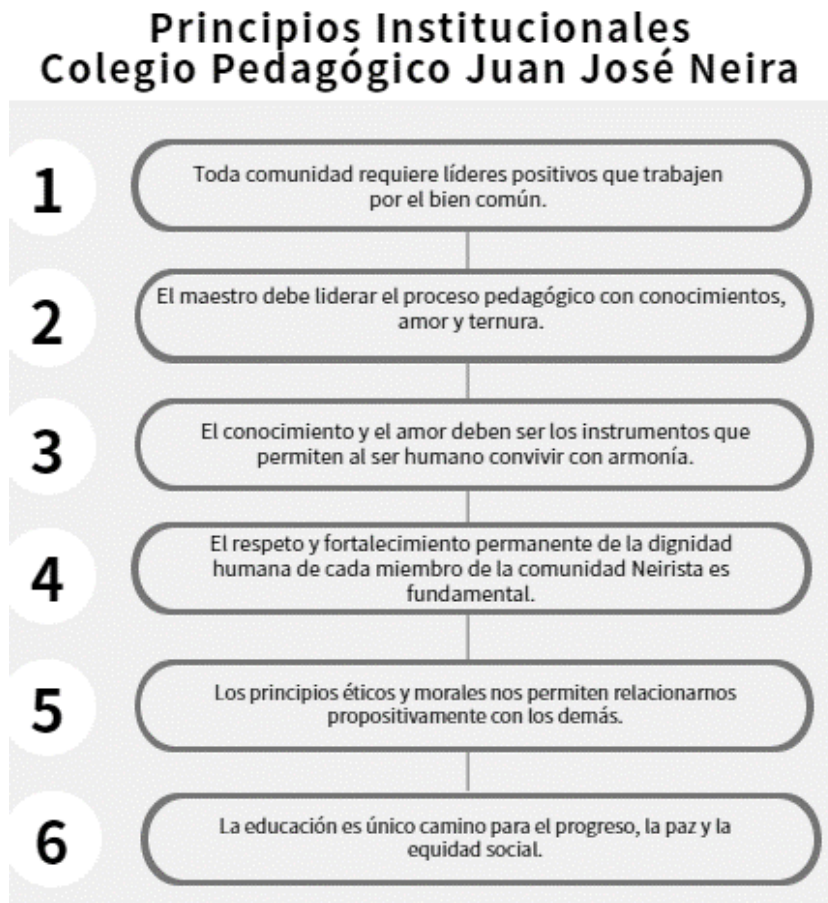 Principios Institucionales
Colegio Pedagógico Juan José Neira
1
Toda comunidad requiere líderes positivos que trabajen
por el bien común.
2
El maestro debe liderar el proceso pedagógico con conocimientos,
amor y ternura.
3
El conocimiento y el amor deben ser los instrumentos que
permiten al ser humano convivir con armonía.
4
El respeto y fortalecimiento permanente de la dignidad
humana de cada miembro de la comunidad Neirista es
fundamental.
5
Los principios éticos y morales nos permiten relacionarnos
propositivamente con los demás.
6
La educación es único camino para el progreso, la paz y la
equidad social.